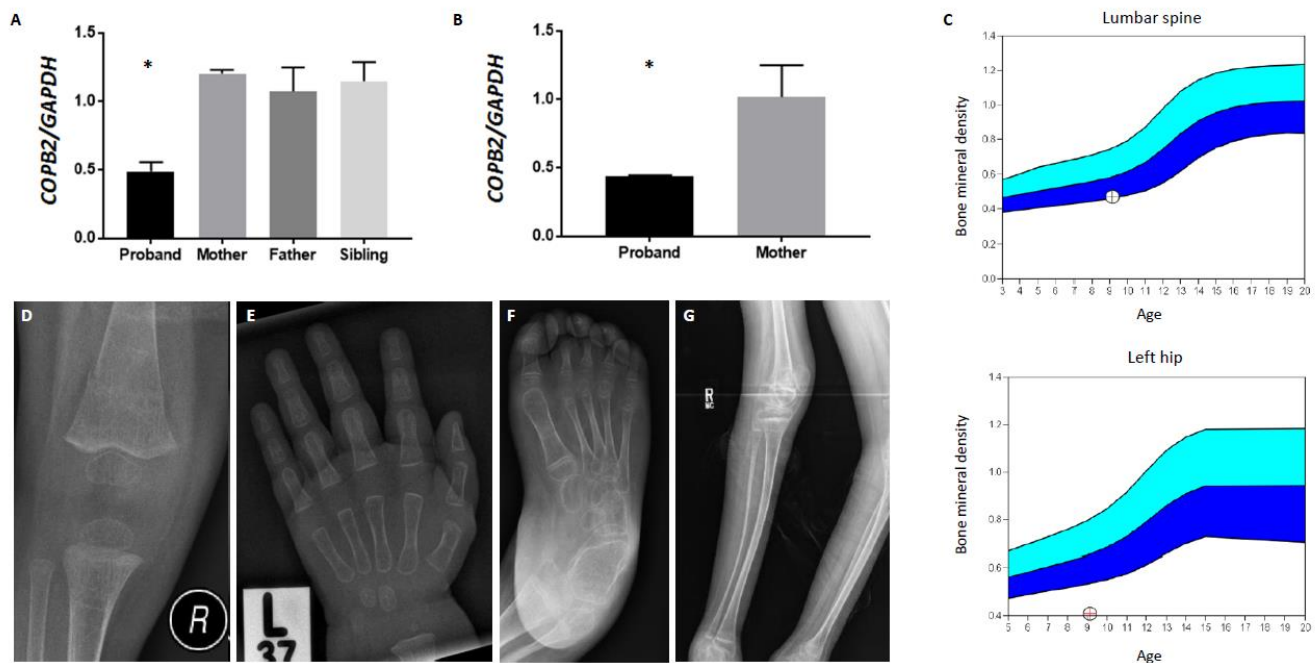 A
COPB2/GAPDH
1.5
1.0
0.5
0.0
*
Proband Mother Father Sibling
B
COPB2/GAPDH
1.5
1.0
0.5
0.0
*
Proband Mother
C
Lumbar spine
Bone mineral density
1.4
1.2
1.0
0.8
0.6
0.4
0.2
0.0
3 4 5 6 7 8 9 10 11 12 13 14 15 16 17 18 19 20
Age
Left hip
Bone mineral density
1.4
1.2
1.0
0.8
0.6
0.4
5 6 7 8 9 10 11 12 13 14 15 16 17 18 19 20
Age
D
R
E
L
37
F
G
R